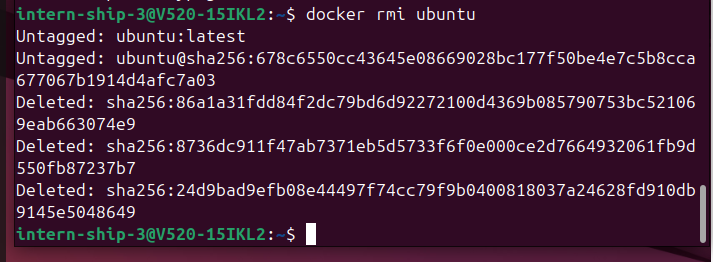 intern-ship-3@V520-15IKL2:~$ docker rmi ubuntu
Untagged: ubuntu:latest
Untagged: ubuntu@sha256:678c6550cc43645e08669028bc177f50be4e7c5b8cca
677067b1914d4afc7a03
Deleted: sha256:86a1a31fdd84f2dc79bd6d92272100d4369b085790753bc52106
9eab663074e9
Deleted: sha256:8736dc911f47ab7371eb5d5733f6f0e000ce2d7664932061fb9d
550fb87237b7
Deleted: sha256:24d9bad9efb08e44497f74cc79f9b0400818037a24628fd910db
9145e5048649
intern-ship-3@V520-15IKL2:~$